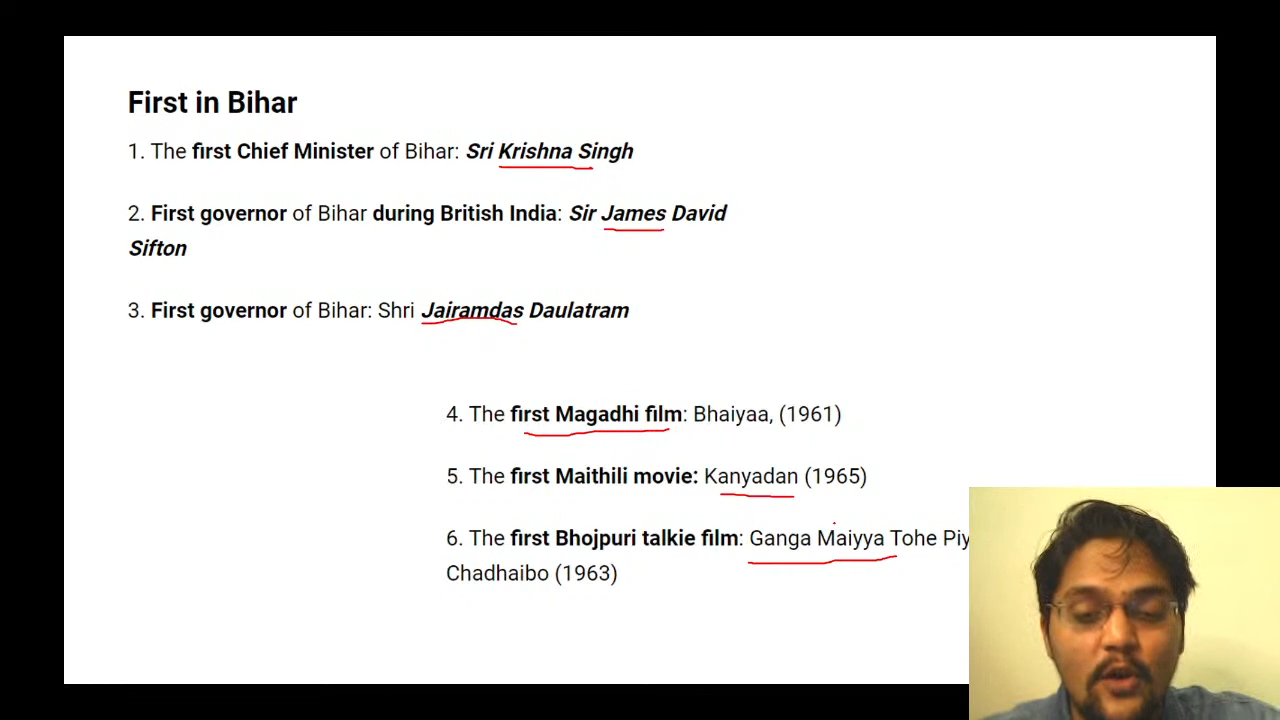 First in Bihar
1. The first Chief Minister of Bihar: Sri Krishna Singh
2. First governor of Bihar during British India: Sir James David
Sifton
3. First governor of Bihar: Shri Jairamdas Daulatram
4. The first Magadhi film: Bhaiyaa, (1961)
5. The first Maithili movie: Kanyadan (1965)
6. The first Bhojpuri talkie film: Ganga Maiyya Tohe
Chadhaibo (1963)